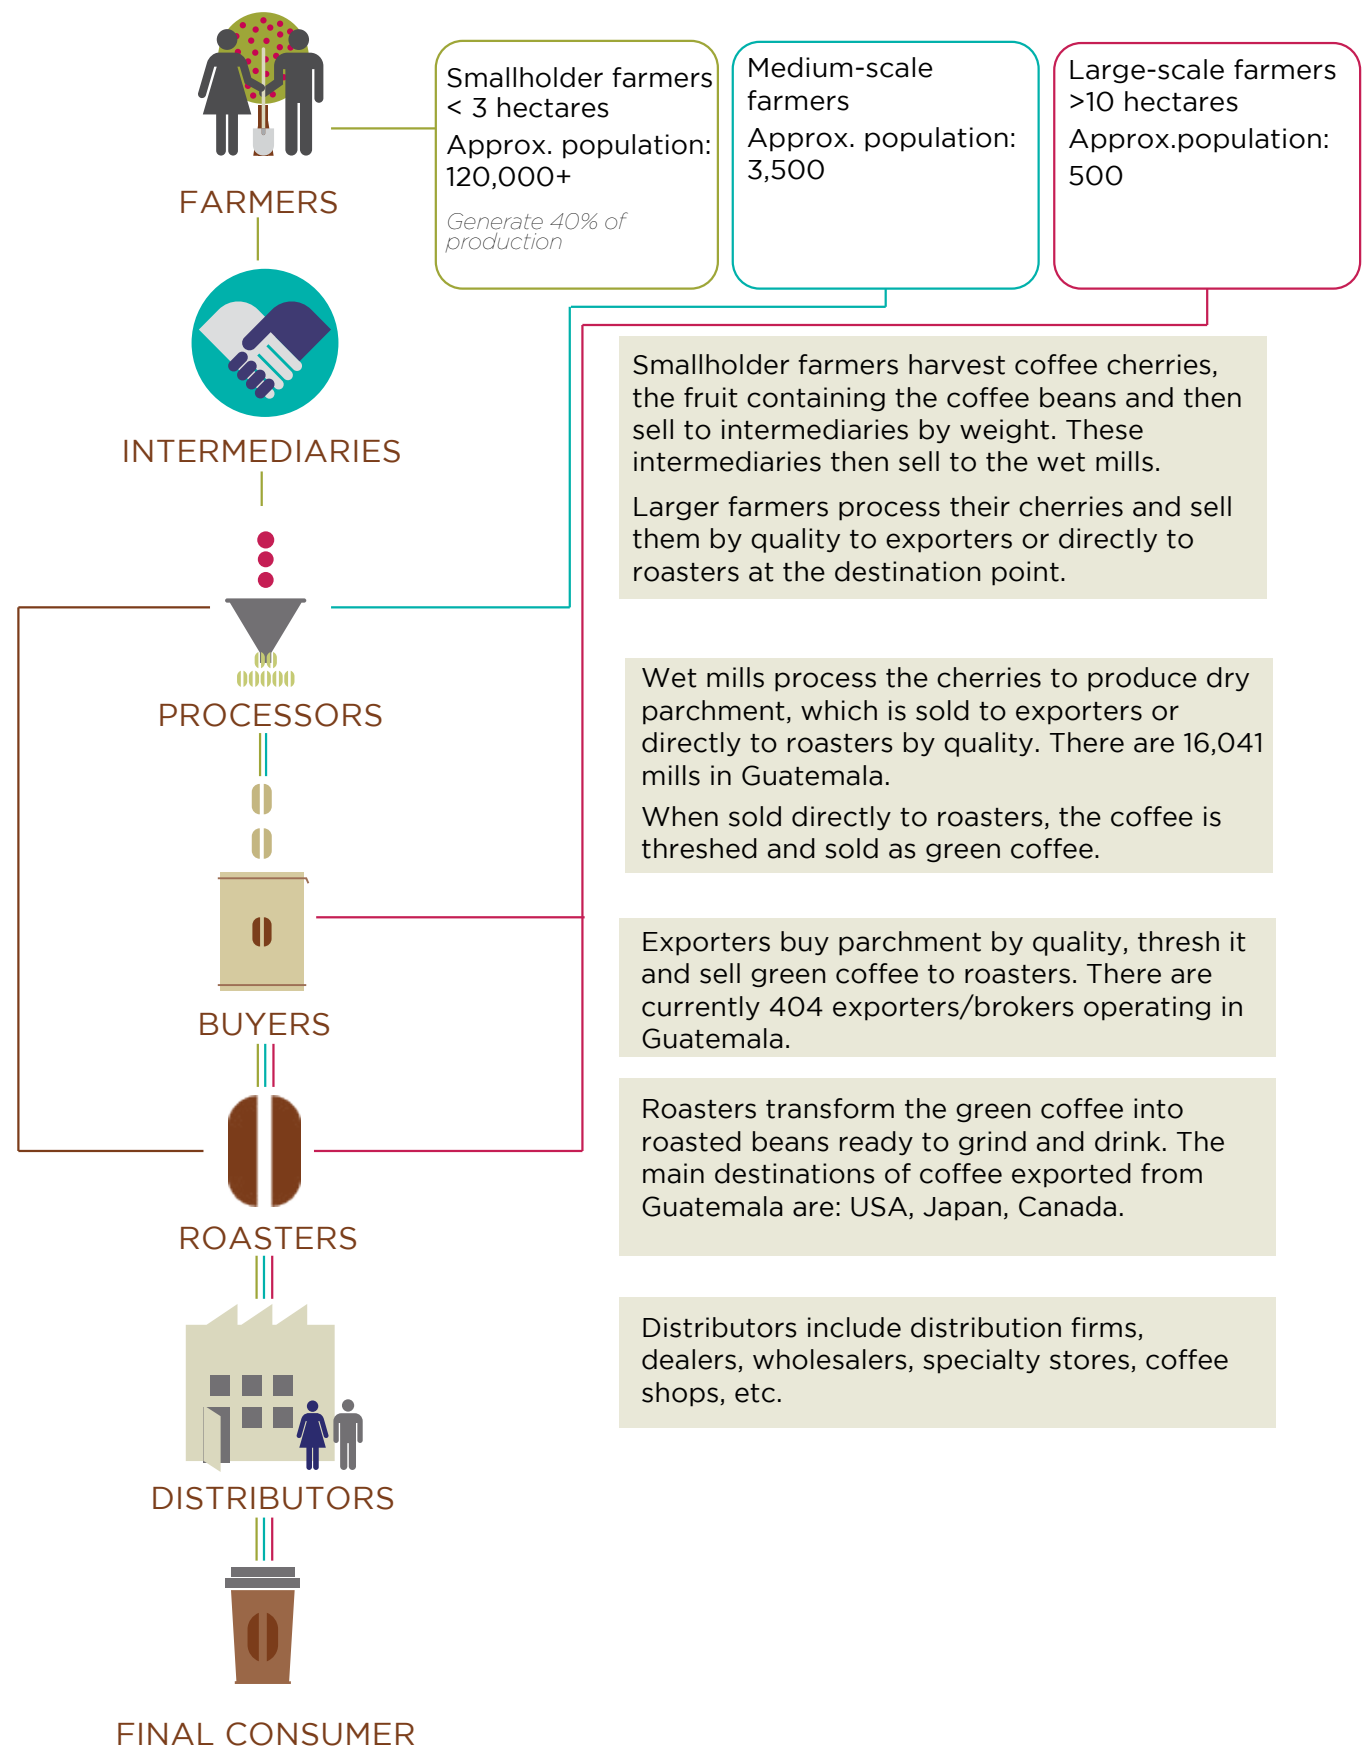 FARMERS
Smallholder farmers
< 3 hectares
Approx. population:
120,000+
Generate 40% of
production
Medium-scale
farmers
Approx. population:
3,500
Large-scale farmers
>10 hectares
Approx.population:
500
INTERMEDIARIES
Smallholder farmers harvest coffee cherries,
the fruit containing the coffee beans and then
sell to intermediaries by weight. These
intermediaries then sell to the wet mills.
Larger farmers process their cherries and sell
them by quality to exporters or directly to
roasters at the destination point.
PROCESSORS
Wet mills process the cherries to produce dry
parchment, which is sold to exporters or
directly to roasters by quality. There are 16,041
mills in Guatemala.
When sold directly to roasters, the coffee is
threshed and sold as green coffee.
BUYERS
Exporters buy parchment by quality, thresh it
and sell green coffee to roasters. There are
currently 404 exporters/brokers operating in
Guatemala.
ROASTERS
Roasters transform the green coffee into
roasted beans ready to grind and drink. The
main destinations of coffee exported from
Guatemala are: USA, Japan, Canada.
DISTRIBUTORS
Distributors include distribution firms,
dealers, wholesalers, specialty stores, coffee
shops, etc.
FINAL CONSUMER